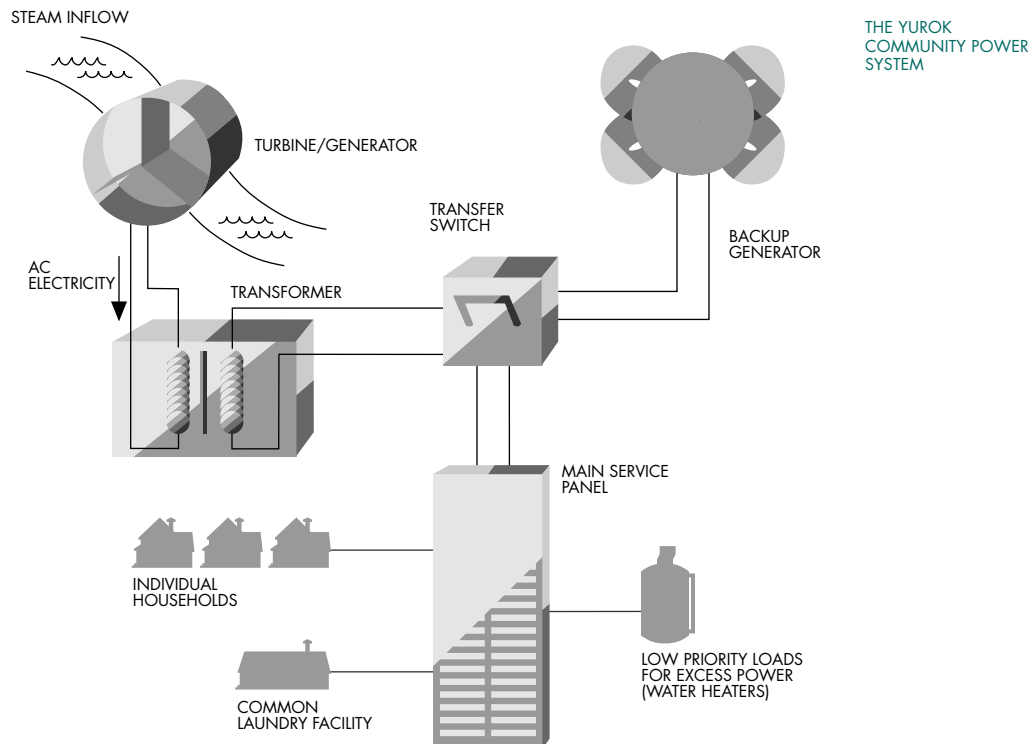 STEAM INFLOW
THE YUROK
COMMUNITY POWER
SYSTEM
TURBINE/GENERATOR
TRANSFER
SWITCH
BACKUP
GENERATOR
AC
ELECTRICITY
TRANSFORMER
MAIN SERVICE
PANEL
INDIVIDUAL
HOUSEHOLDS
LOW PRIORITY LOADS
FOR EXCESS POWER
(WATER HEATERS)
COMMON
LAUNDRY FACILITY